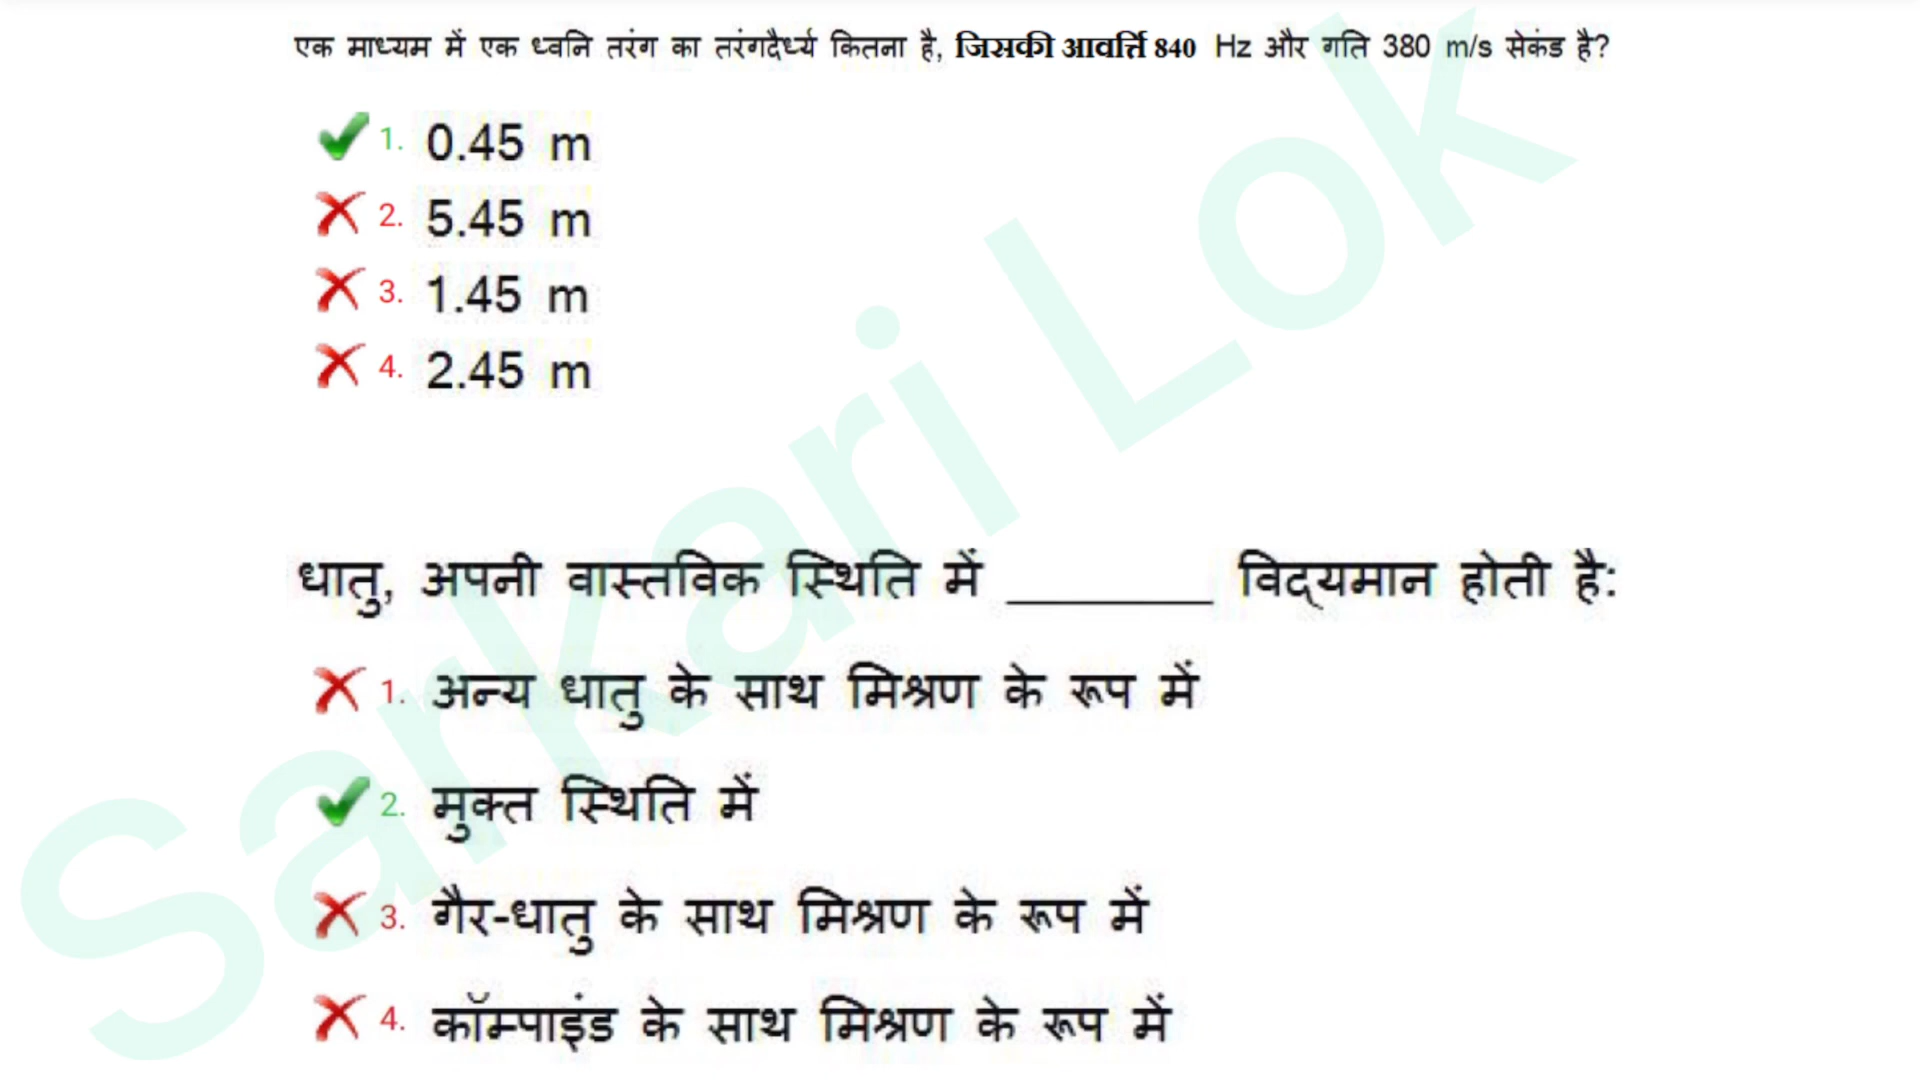 एक माध्यम में एक ध्वनि तरंग का तरंगदैर्ध्य कितना है, जिसकी आवर्त्ति 840 Hz और गति 380 m/s सेकंड है?
1. 0.45 m
2. 5.45 m
3. 1.45 m
4. 2.45 m
धातु, अपनी वास्तविक स्थिति में ________ विद्यमान होती है:
1. अन्य धातु के साथ मिश्रण के रूप में
2. मुक्त स्थिति में
3. गैर-धातु के साथ मिश्रण के रूप में
4. कॉम्पाइंड के साथ मिश्रण के रूप में
Sarkari Lok